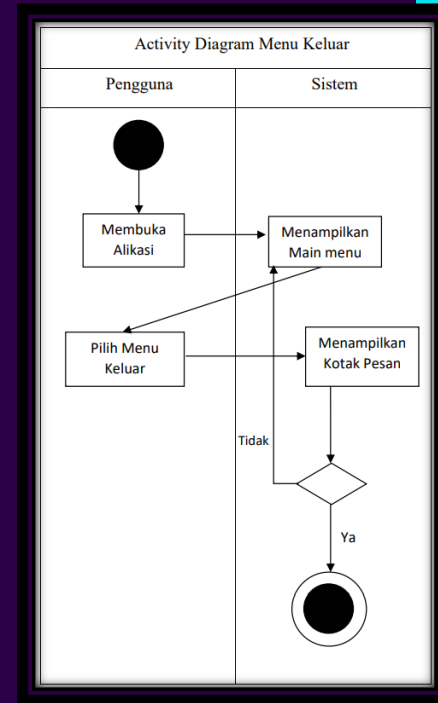 Activity Diagram Menu Keluar
Pengguna
Sistem
Membuka
Alikasi
Menampilkan
Main menu
Pilih Menu
Keluar
Menampilkan
Kotak Pesan
Tidak
Ya